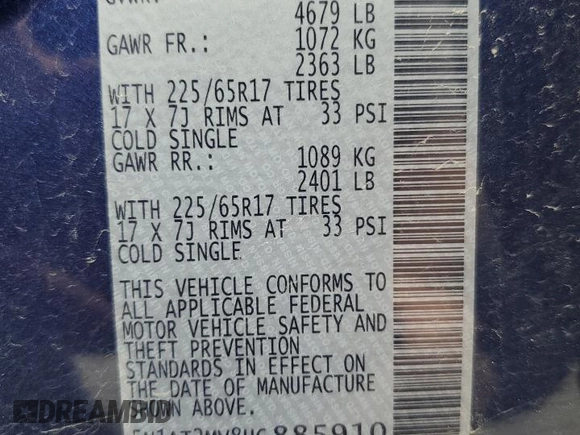 GVWR:
4679 LB
GAWR FR.: 1072 KG
2363 LB
WITH 225/65R17 TIRES
17 X 7J RIMS AT 33 PSI
COLD SINGLE
GAWR RR.: 1089 KG
2401 LB
WITH 225/65R17 TIRES
17 X 7J RIMS AT 33 PSI
COLD SINGLE
THIS VEHICLE CONFORMS TO
ALL APPLICABLE FEDERAL
MOTOR VEHICLE SAFETY AND
THEFT PREVENTION
STANDARDS IN EFFECT ON
THE DATE OF MANUFACTURE
SHOWN ABOVE.
885910
DREAMBID